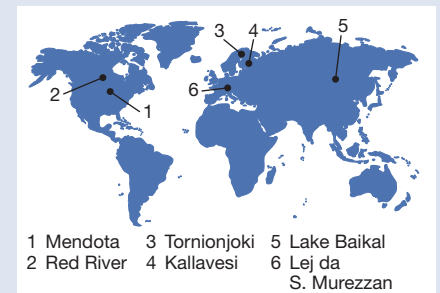 3 4 5
2 1 6
1 Mendota 3 Tornionjoki 5 Lake Baikal
2 Red River 4 Kallavesi 6 Lej da
S. Murezzan